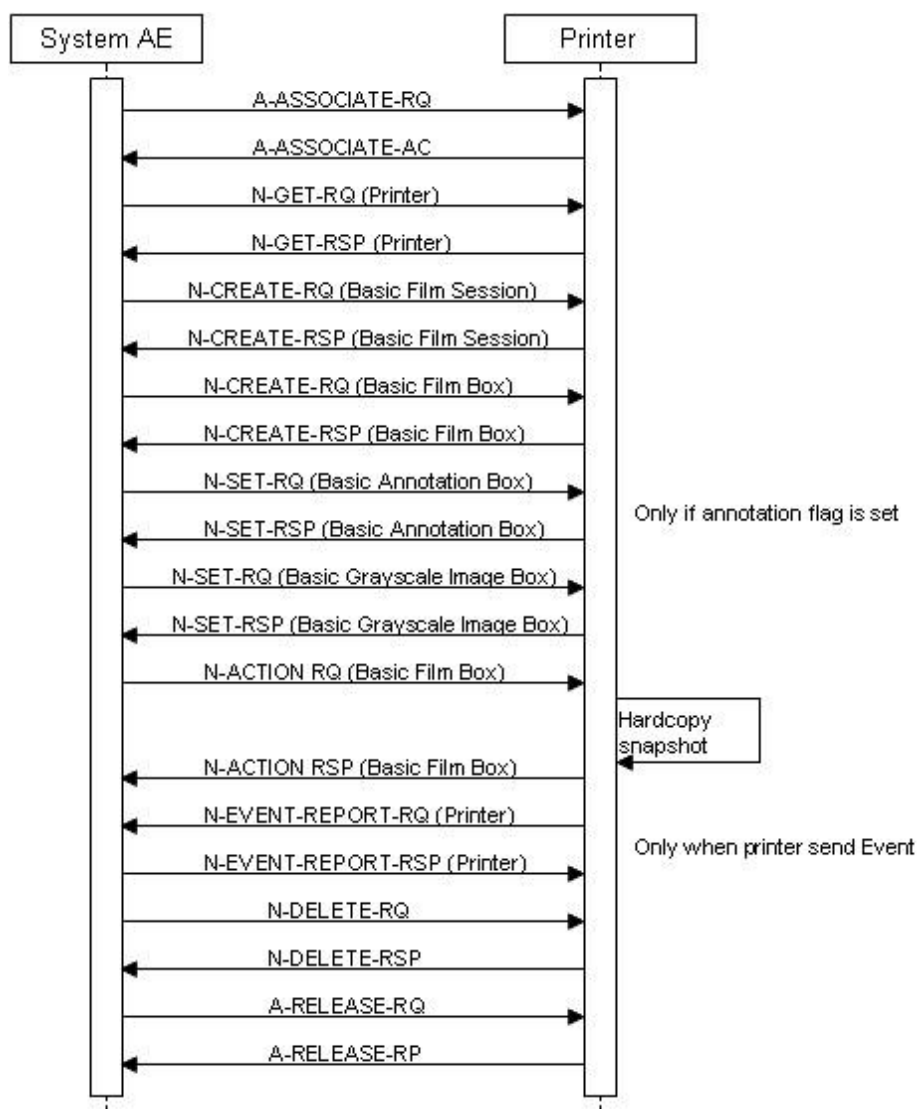 System AE
Printer
A-ASSOCIATE-RQ
A-ASSOCIATE-AC
N-GET-RQ (Printer)
N-GET-RSP (Printer)
N-CREATE-RQ (Basic Film Session)
N-CREATE-RSP (Basic Film Session)
N-CREATE-RQ (Basic Film Box)
N-CREATE-RSP (Basic Film Box)
N-SET-RQ (Basic Annotation Box)
Only if annotation flag is set
N-SET-RSP (Basic Annotation Box)
N-SET-RQ (Basic Grayscale Image Box)
N-SET-RSP (Basic Grayscale Image Box)
N-ACTION RQ (Basic Film Box)
Hardcopy
snapshot
N-ACTION RSP (Basic Film Box)
N-EVENT-REPORT-RQ (Printer)
Only when printer send Event
N-EVENT-REPORT-RSP (Printer)
N-DELETE-RQ
N-DELETE-RSP
A-RELEASE-RQ
A-RELEASE-RP